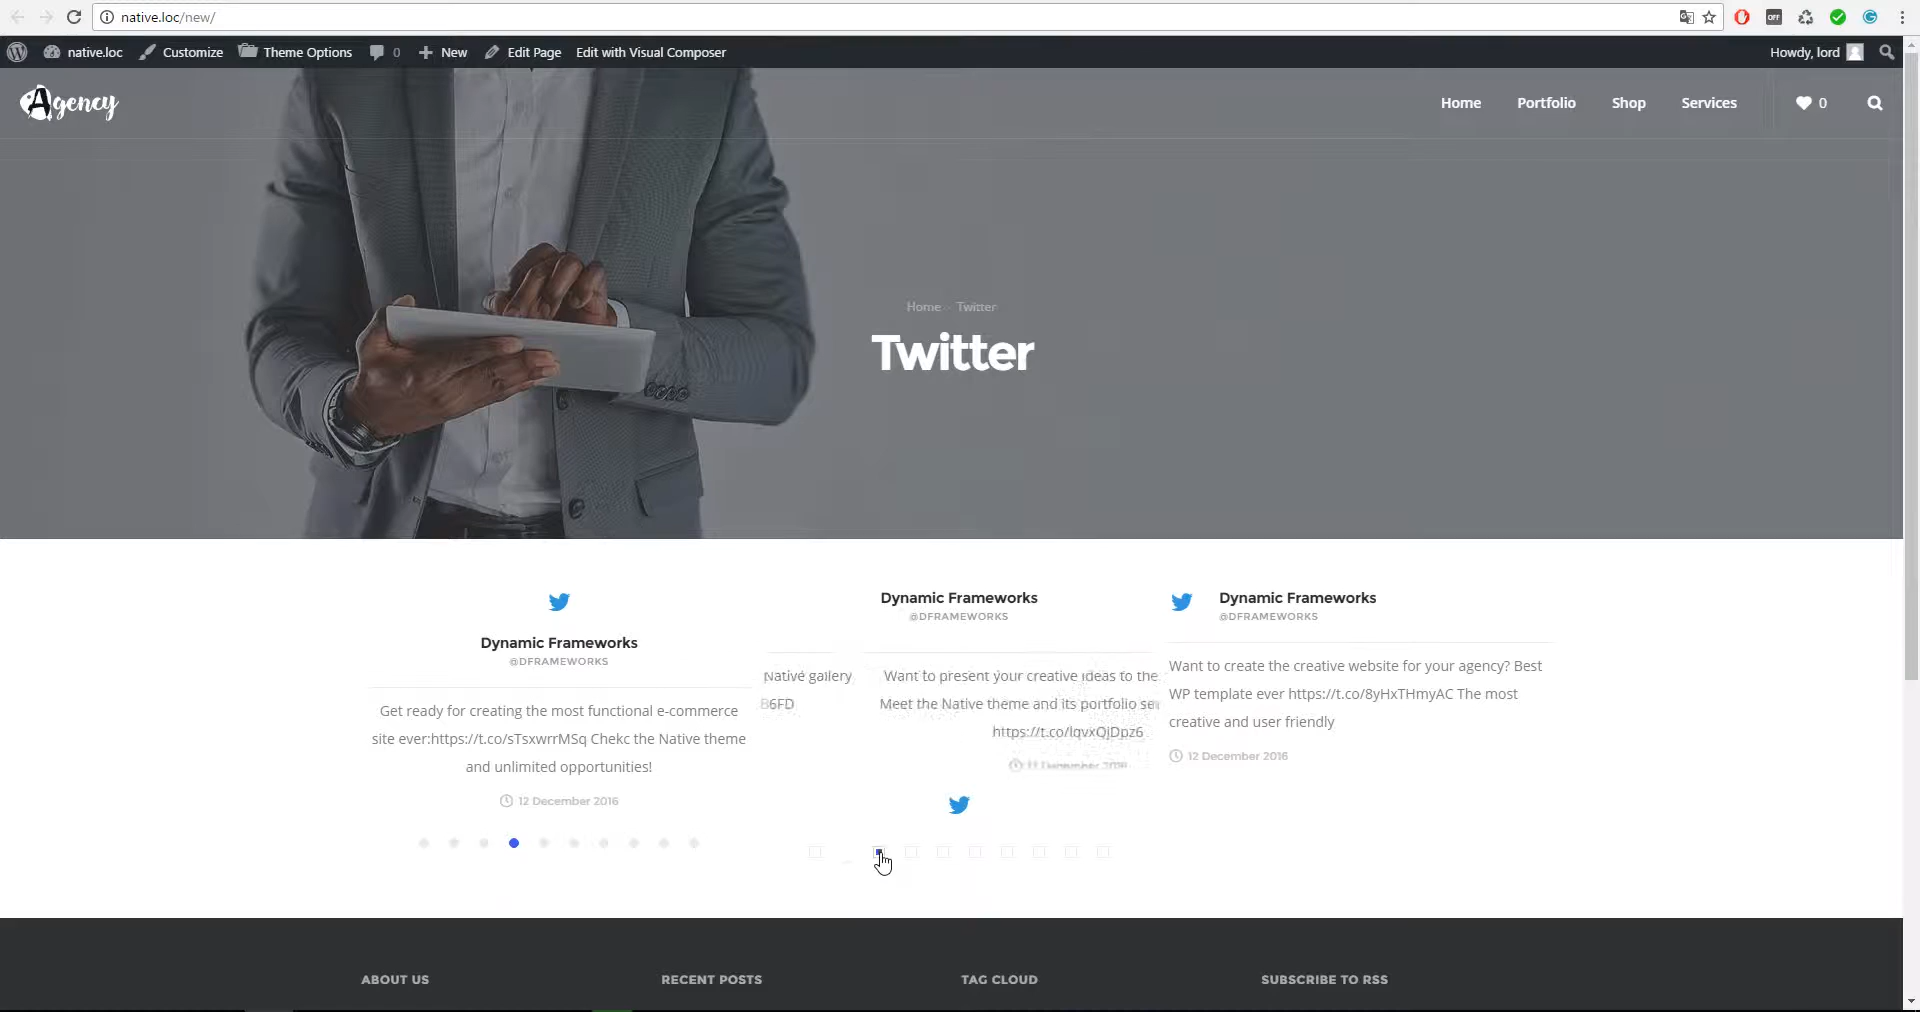 native.loc/new/
native.loc Customize Theme Options 0 New Edit Page Edit with Visual Composer Howdy, lord
Agency
Home Portfolio Shop Services 0
Home Twitter
Twitter
Dynamic Frameworks
@DFRAMEWORKS
Get ready for creating the most functional e-commerce
site ever:https://t.co/sTsxwrrMSq Chekc the Native theme
and unlimited opportunities!
12 December 2016
Native gallery
B6FD
Dynamic Frameworks
@DFRAMEWORKS
Want to present your creative ideas to the
Meet the Native theme and its portfolio
https://t.co/lqvxOjDpz6
Dynamic Frameworks
@DFRAMEWORKS
Want to create the creative website for your agency? Best
WP template ever https://t.co/8yHxTHmyAC The most
creative and user friendly
12 December 2016
ABOUT US
RECENT POSTS
TAG CLOUD
SUBSCRIBE TO RSS